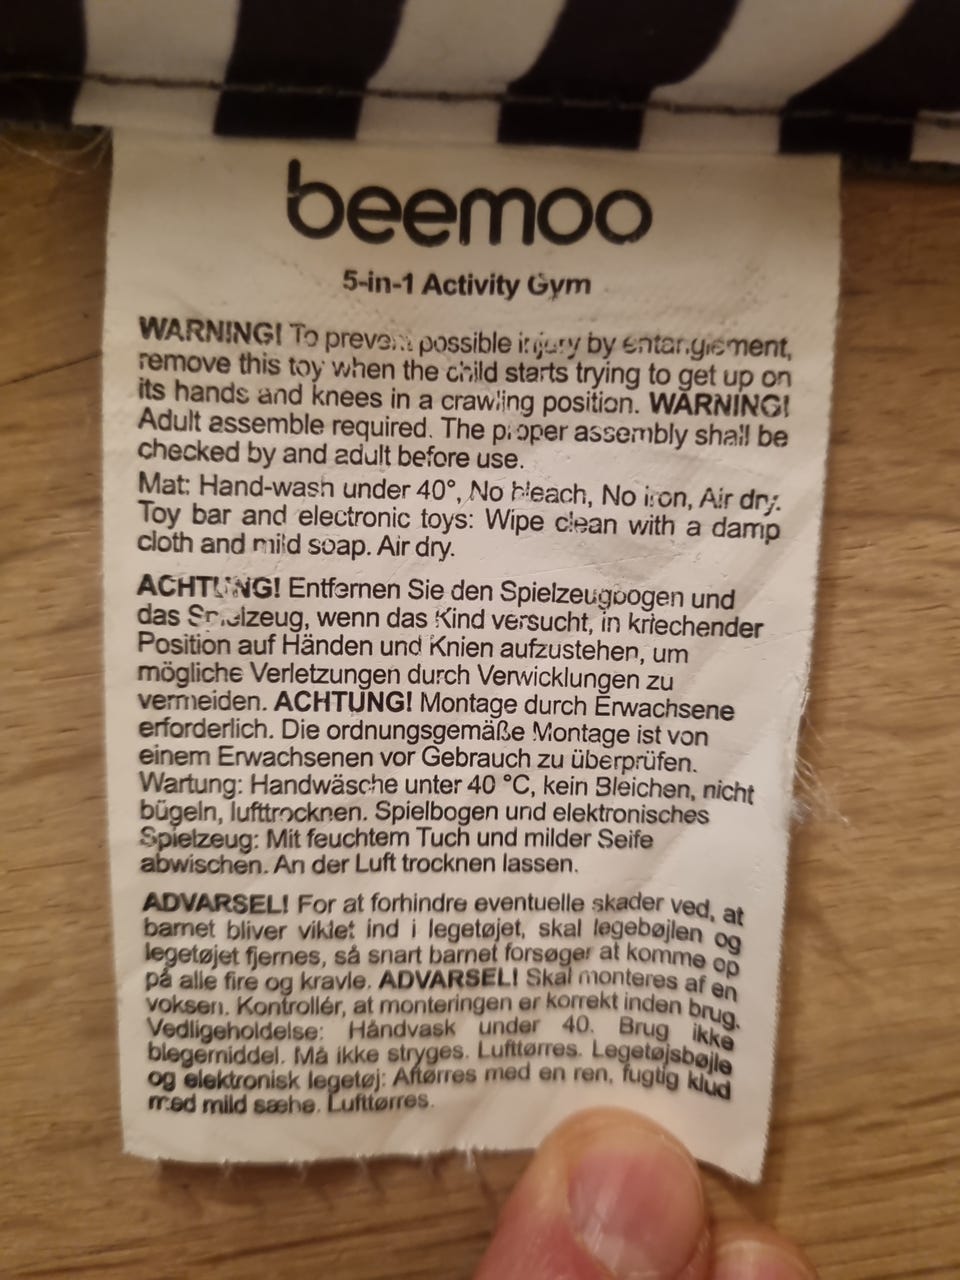 beemoo
5-in-1 Activity Gym
WARNING! To prevent possible injury by entanglement,
remove this toy when the child starts trying to get up on
its hands and knees in a crawling position. WARNING!
Adult assemble required. The proper assembly shall be
checked by and adult before use.
Mat: Hand-wash under 40°, No bleach, No iron, Air dry.
Toy bar and electronic toys: Wipe clean with a damp
cloth and mild soap. Air dry.
ACHTUNG! Entfernen Sie den Spielzeugbogen und
das Spielzeug, wenn das Kind versucht, in kriechender
Position auf Händen und Knien aufzustehen, um
mögliche Verletzungen durch Verwicklungen zu
vermeiden. ACHTUNG! Montage durch Erwachsene
erforderlich. Die ordnungsgemäße Montage ist von
einem Erwachsenen vor Gebrauch zu überprüfen.
Wartung: Handwäsche unter 40 °C, kein Bleichen, nicht
bügeln, lufttrocknen. Spielbogen und elektronisches
Spielzeug: Mit feuchtem Tuch und milder Seife
abwischen. An der Luft trocknen lassen.
ADVARSEL! For at forhindre eventuelle skader ved, at
barnet bliver viklet ind i legetøjet, skal legebøjlen og
legetøjet fjernes, så snart barnet forsøger at komme op
på alle fire og kravle. ADVARSEL! Skal monteres af en
voksen. Kontrollér, at monteringen er korrekt inden brug.
Vedligeholdelse: Håndvask under 40. Brug ikke
blegemiddel. Må ikke stryges. Lufttørres. Legetøjsbøjle
og elektronisk legetøj: Aftørres med en ren, fugtig klud
med mild sæbe. Lufttørres.